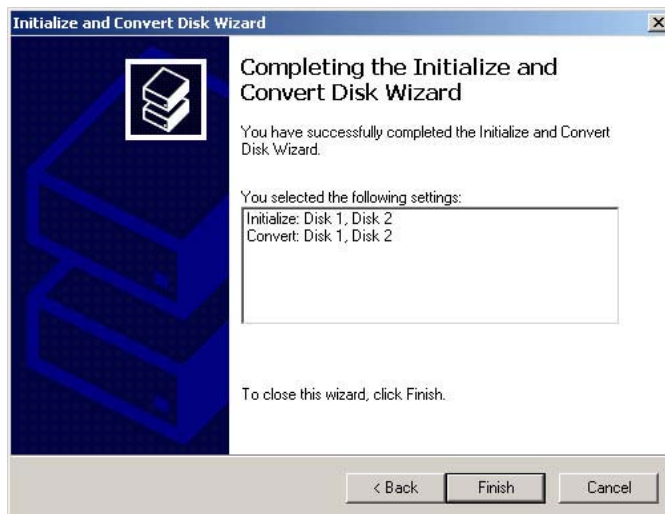 Initialize and Convert Disk Wizard
Completing the Initialize and
Convert Disk Wizard
You have successfully completed the Initialize and Convert
Disk Wizard.
You selected the following settings:
Initialize: Disk 1, Disk 2
Convert: Disk 1, Disk 2
To close this wizard, click Finish.
< Back Finish Cancel